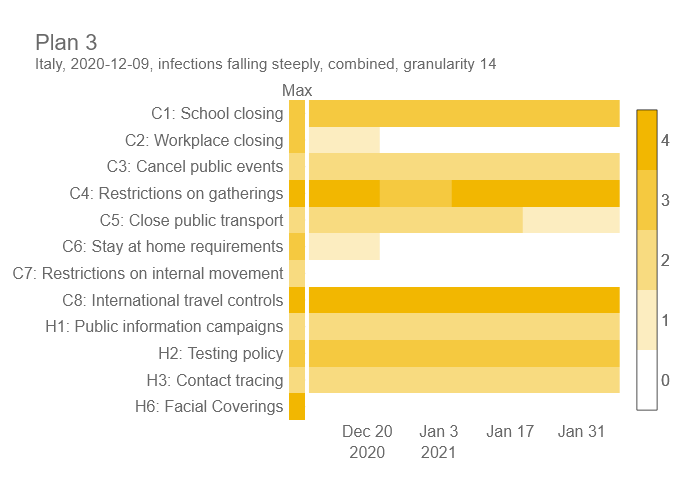 Plan 3
Italy, 2020-12-09, infections falling steeply, combined, granularity 14
Max
C1: School closing
C2: Workplace closing
C3: Cancel public events
C4: Restrictions on gatherings
C5: Close public transport
C6: Stay at home requirements
C7: Restrictions on internal movement
C8: International travel controls
H1: Public information campaigns
H2: Testing policy
H3: Contact tracing
H6: Facial Coverings
4
3
2
1
0
Dec 20 Jan 3 Jan 17 Jan 31
2020 2021